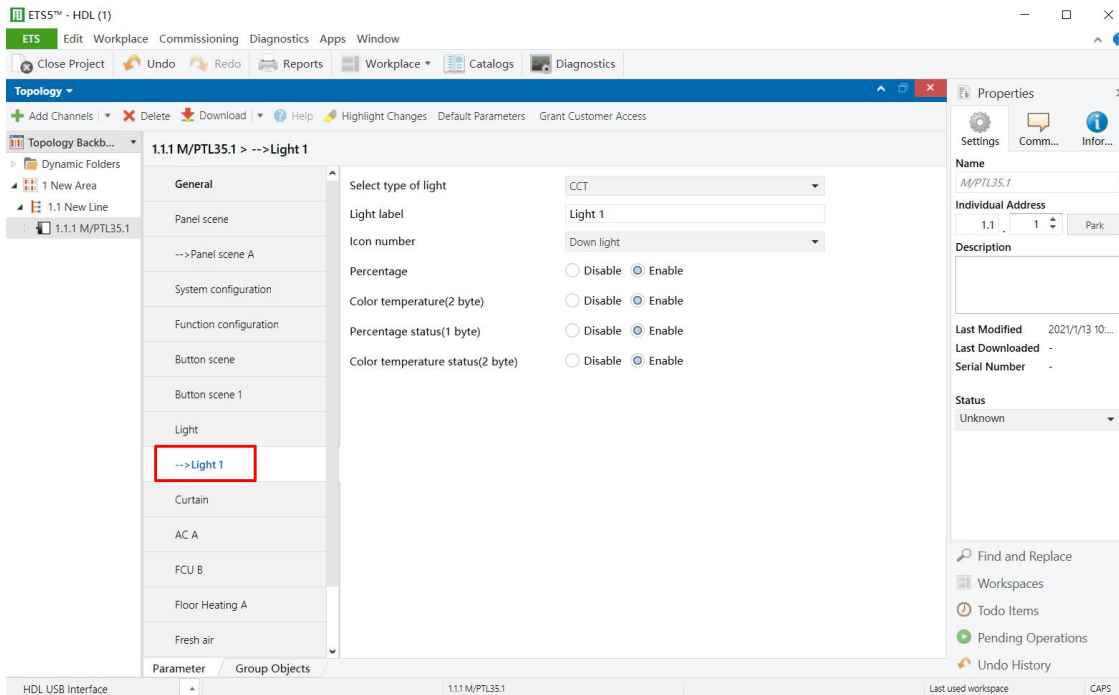 ETS5™ - HDL (1)
ETS Edit Workplace Commissioning Diagnostics Apps Window
Close Project Undo Redo Reports Workplace Catalogs Diagnostics
Topology
Add Channels Delete Download Help Highlight Changes Default Parameters Grant Customer Access
Topology Backb...
Dynamic Folders
1 New Area
1.1 New Line
1.1.1 M/PTL35.1
1.1.1 M/PTL35.1 > -->Light 1
General
Panel scene
-->Panel scene A
System configuration
Function configuration
Button scene
Button scene 1
Light
-->Light 1
Curtain
AC A
FCU B
Floor Heating A
Fresh air
Select type of light CCT
Light label Light 1
Icon number Down light
Percentage Disable Enable
Color temperature(2 byte) Disable Enable
Percentage status(1 byte) Disable Enable
Color temperature status(2 byte) Disable Enable
Parameter Group Objects
Properties
Settings Comm... Infor...
Name
M/PTL35.1
Individual Address
1.1 . 1 Park
Description
Last Modified 2021/1/13 10:...
Last Downloaded -
Serial Number -
Status
Unknown
Find and Replace
Workspaces
Todo Items
Pending Operations
Undo History
HDL USB Interface 1.1.1 M/PTL35.1 Last used workspace CAPS